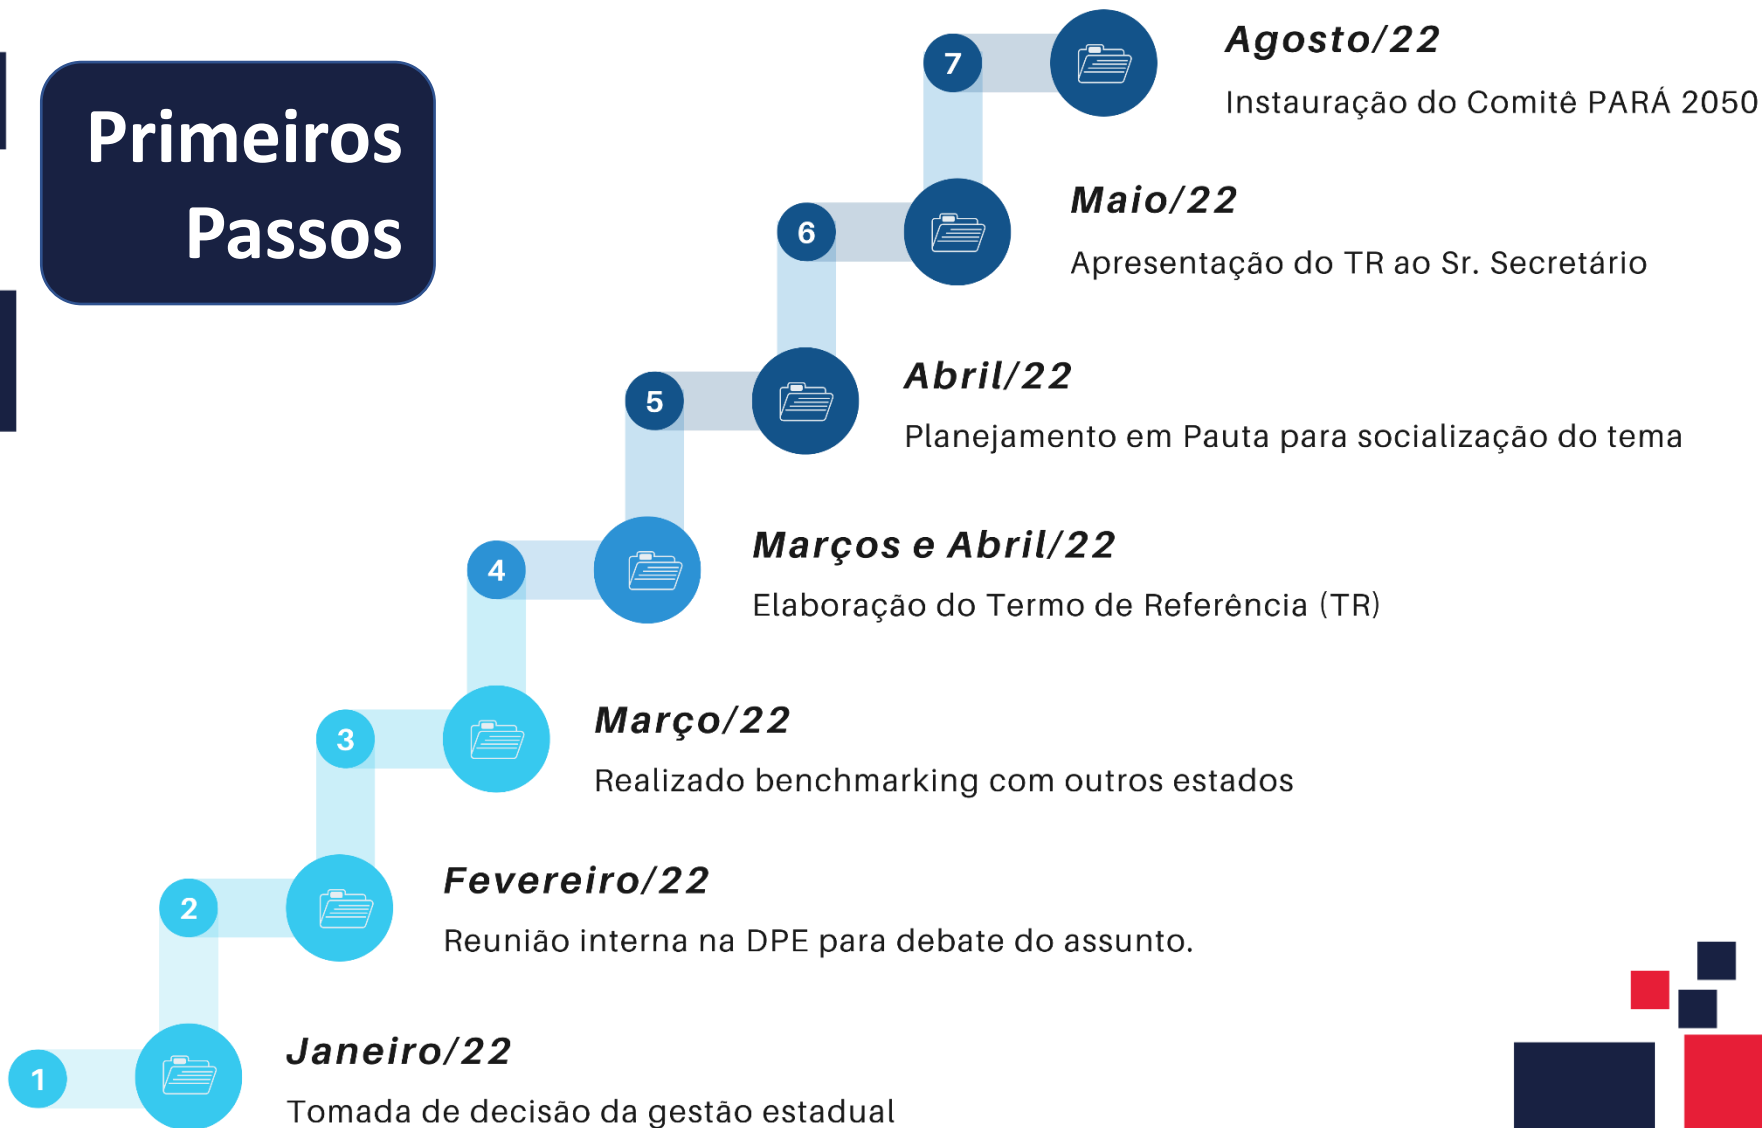 Primeiros
Passos
7
Agosto/22
Instauração do Comitê PARÁ 2050
6
Maio/22
Apresentação do TR ao Sr. Secretário
5
Abril/22
Planejamento em Pauta para socialização do tema
4
Marços e Abril/22
Elaboração do Termo de Referência (TR)
3
Março/22
Realizado benchmarking com outros estados
2
Fevereiro/22
Reunião interna na DPE para debate do assunto.
1
Janeiro/22
Tomada de decisão da gestão estadual